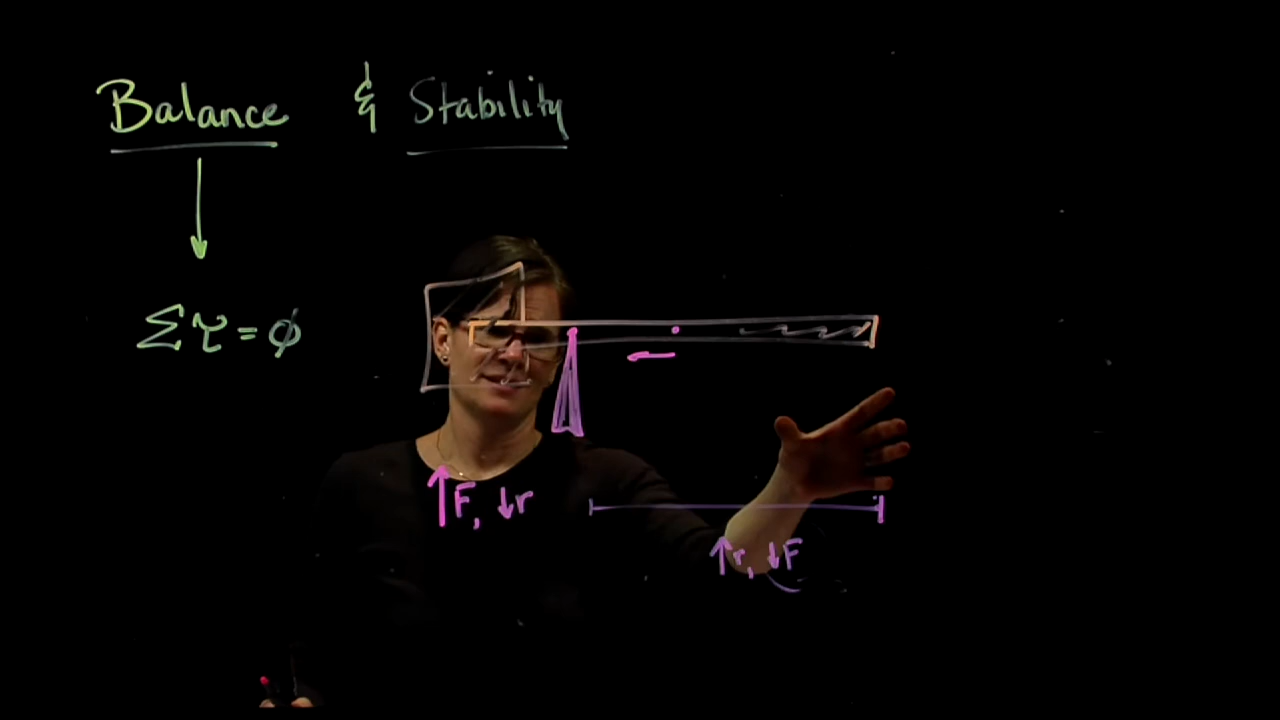 Balance & Stability
Στ = ϕ
↑F, ↓r
↑r, ↓F